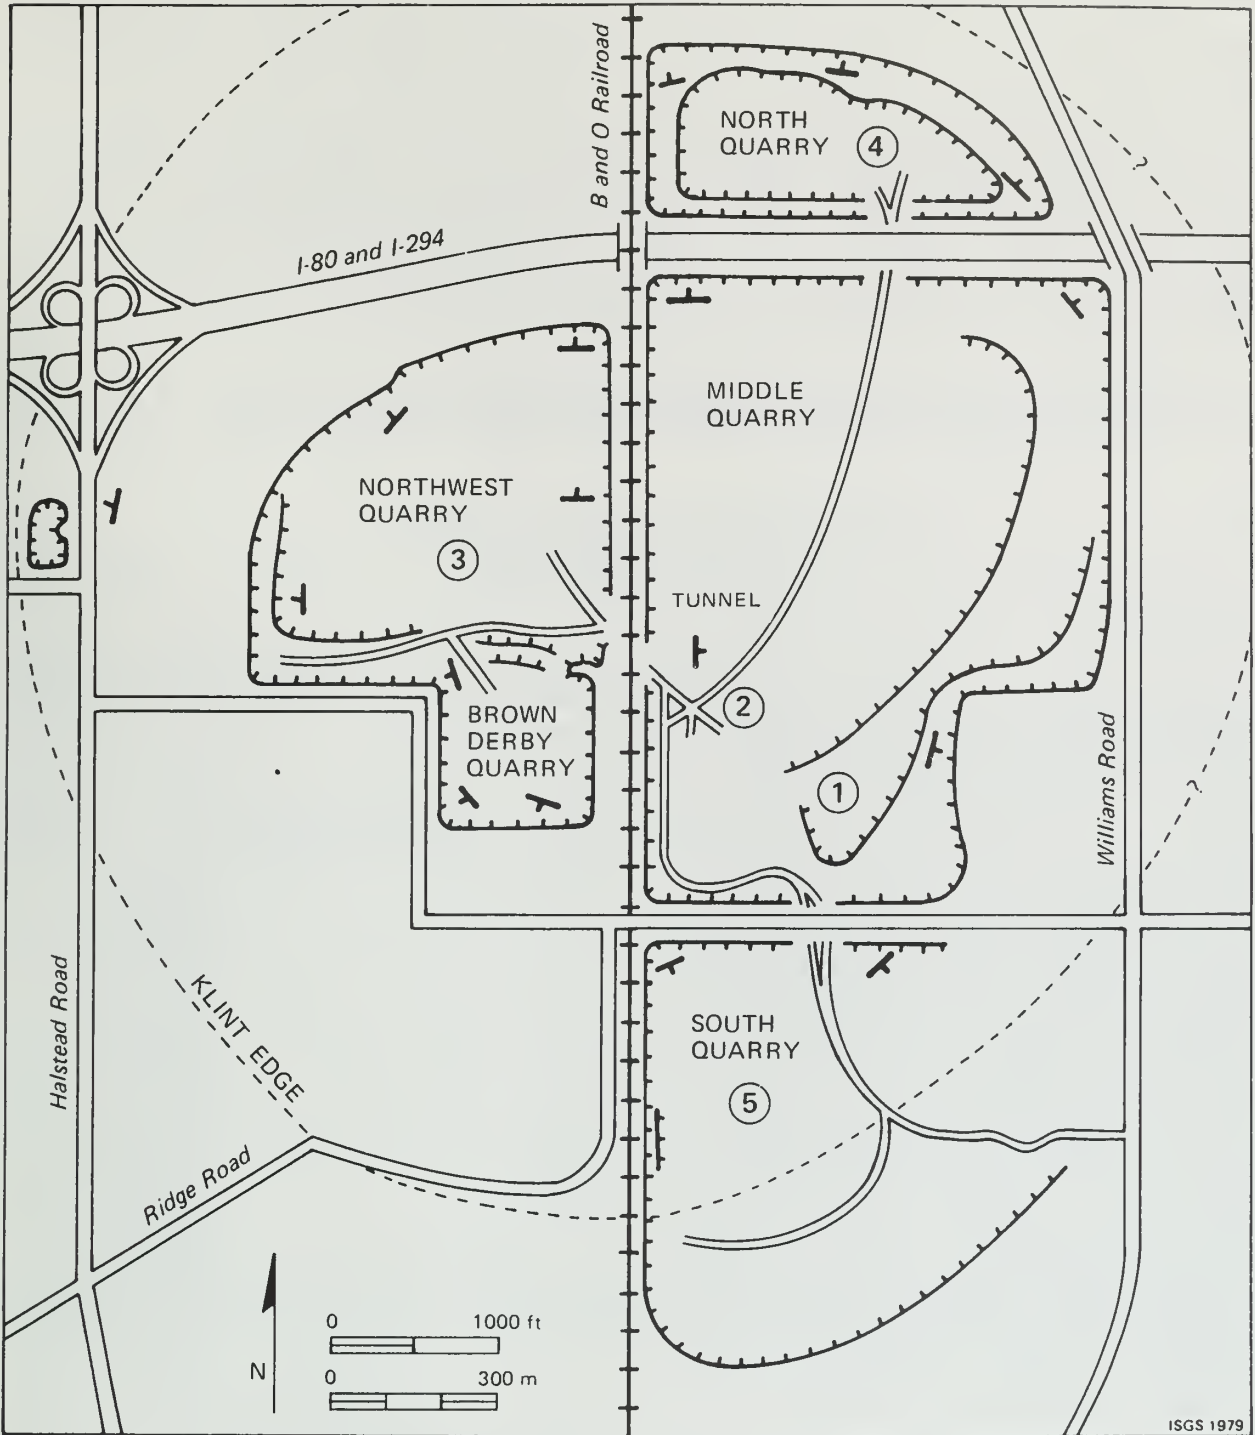 B and O Railroad
NORTH
QUARRY
4
?
I-80 and I-294
MIDDLE
QUARRY
NORTHWEST
QUARRY
3
TUNNEL
2
BROWN
DERBY
QUARRY
1
Williams Road
?
Halstead Road
KLINT EDGE
SOUTH
QUARRY
5
Ridge Road
N
0 1000 ft
0 300 m
ISGS 1979